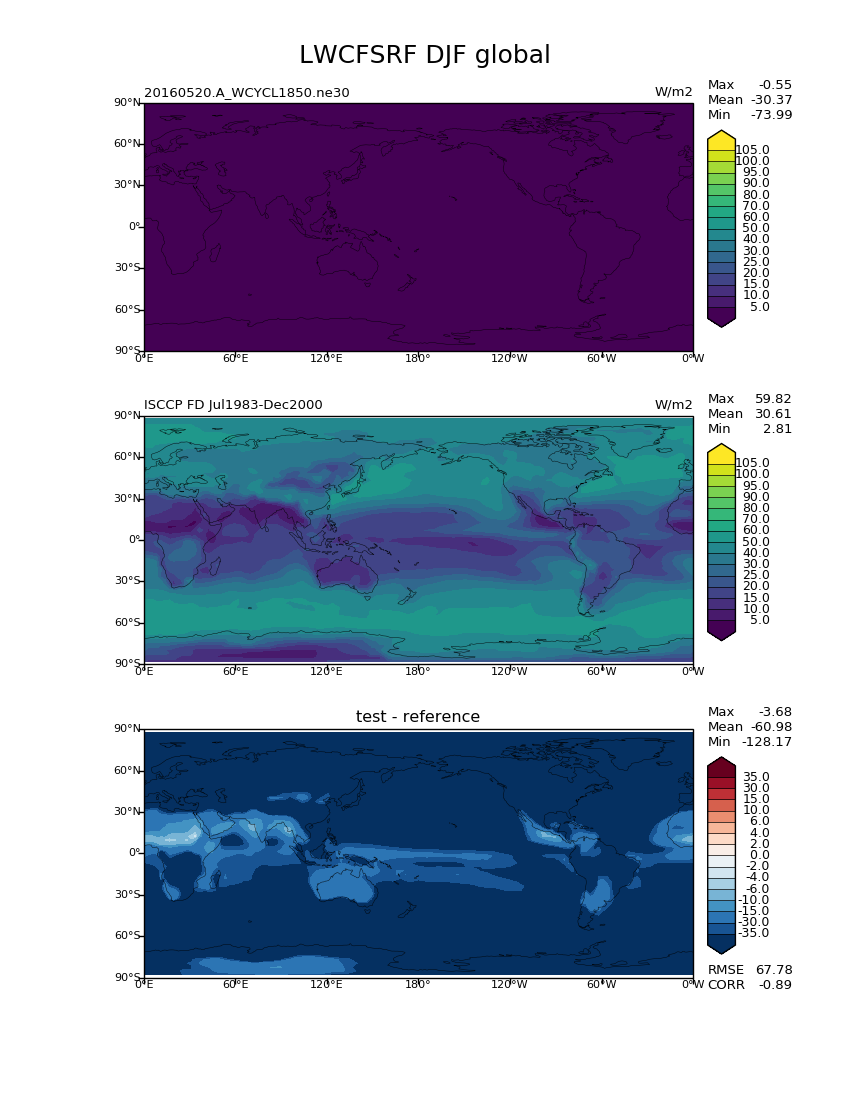 LWCFSRF DJF global
20160520.A_WCYCL1850.ne30 W/m2
Max -0.55
Mean -30.37
Min -73.99
90°N
60°N
30°N
0°
30°S
60°S
90°S
0°E 60°E 120°E 180° 120°W 60°W 0°W
105.0
100.0
95.0
90.0
80.0
70.0
60.0
50.0
40.0
30.0
25.0
20.0
15.0
10.0
5.0
ISCCP FD Jul1983-Dec2000 W/m2
Max 59.82
Mean 30.61
Min 2.81
90°N
60°N
30°N
0°
30°S
60°S
90°S
0°E 60°E 120°E 180° 120°W 60°W 0°W
105.0
100.0
95.0
90.0
80.0
70.0
60.0
50.0
40.0
30.0
25.0
20.0
15.0
10.0
5.0
test - reference
Max -3.68
Mean -60.98
Min -128.17
90°N
60°N
30°N
0°
30°S
60°S
90°S
0°E 60°E 120°E 180° 120°W 60°W 0°W
35.0
30.0
15.0
10.0
6.0
4.0
2.0
0.0
-2.0
-4.0
-6.0
-10.0
-15.0
-30.0
-35.0
RMSE 67.78
CORR -0.89